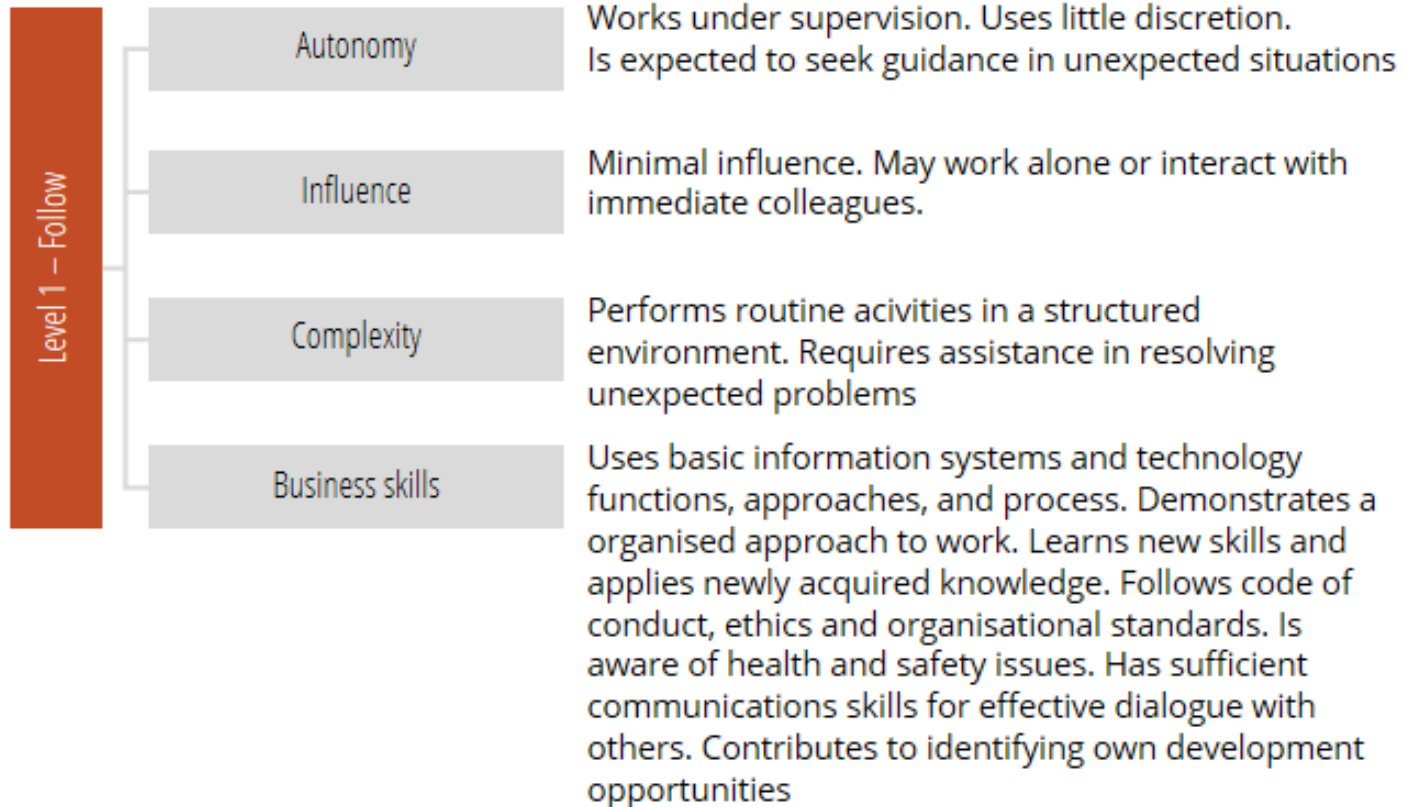 Level 1 – Follow
Autonomy
Works under supervision. Uses little discretion.
Is expected to seek guidance in unexpected situations
Influence
Minimal influence. May work alone or interact with
immediate colleagues.
Complexity
Performs routine acivities in a structured
environment. Requires assistance in resolving
unexpected problems
Business skills
Uses basic information systems and technology
functions, approaches, and process. Demonstrates a
organised approach to work. Learns new skills and
applies newly acquired knowledge. Follows code of
conduct, ethics and organisational standards. Is
aware of health and safety issues. Has sufficient
communications skills for effective dialogue with
others. Contributes to identifying own development
opportunities